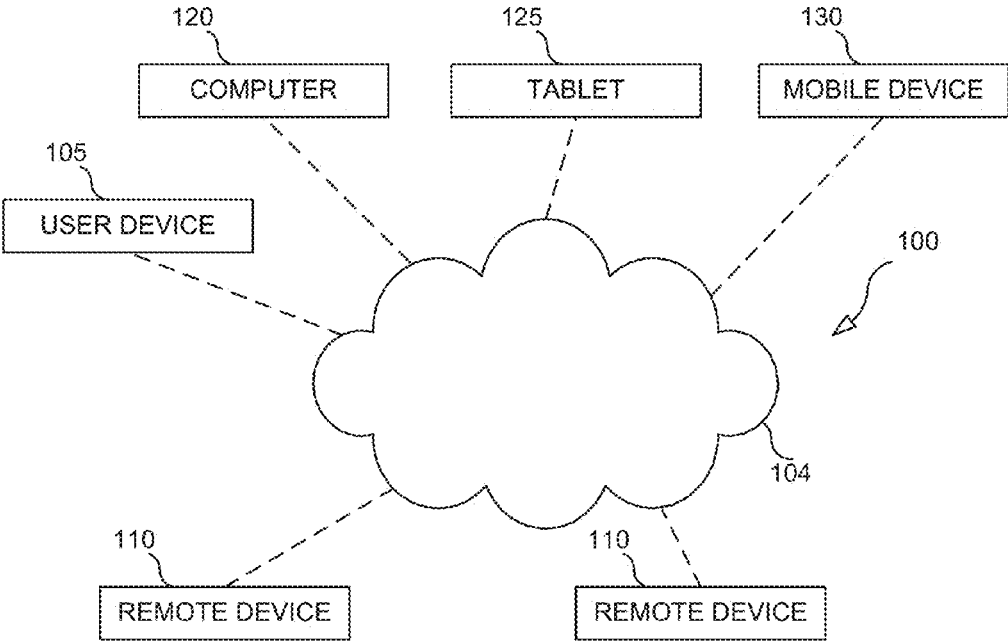 120
125
130
COMPUTER
TABLET
MOBILE DEVICE
105
USER DEVICE
100
104
110
110
REMOTE DEVICE
REMOTE DEVICE